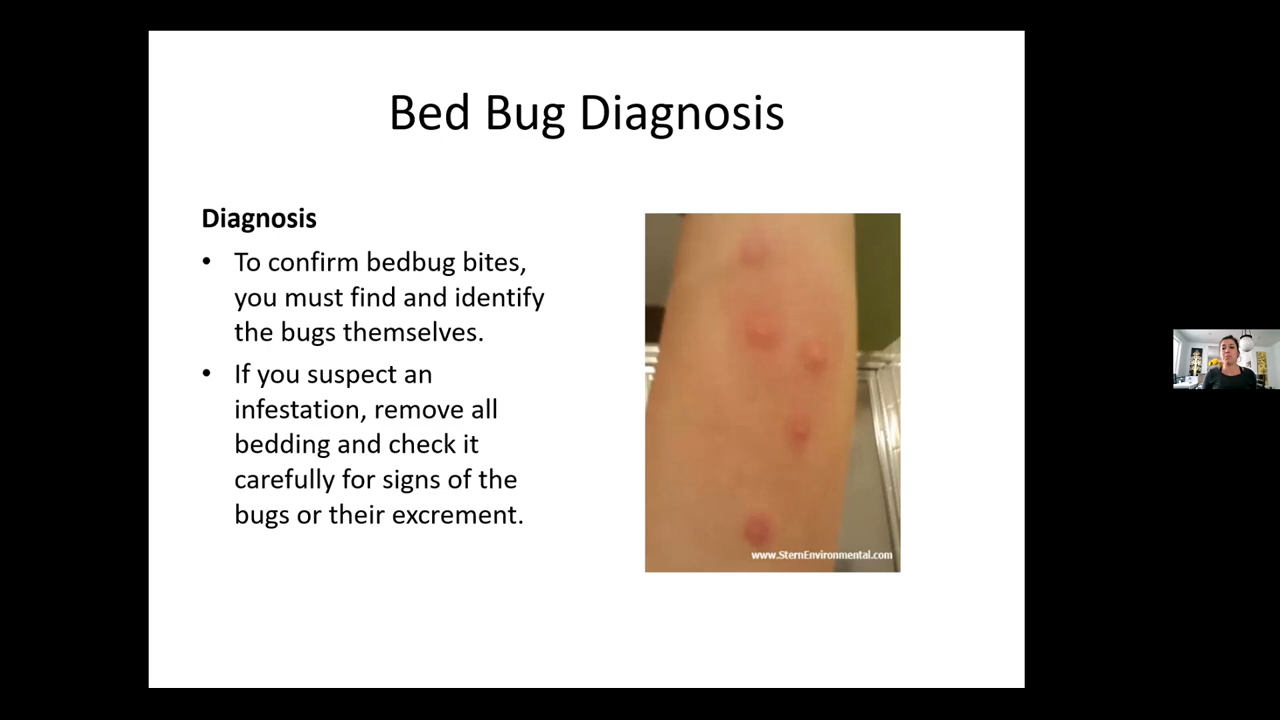 Bed Bug Diagnosis
Diagnosis
• To confirm bedbug bites,
you must find and identify
the bugs themselves.
• If you suspect an
infestation, remove all
bedding and check it
carefully for signs of the
bugs or their excrement.
www.SternEnvironmental.com